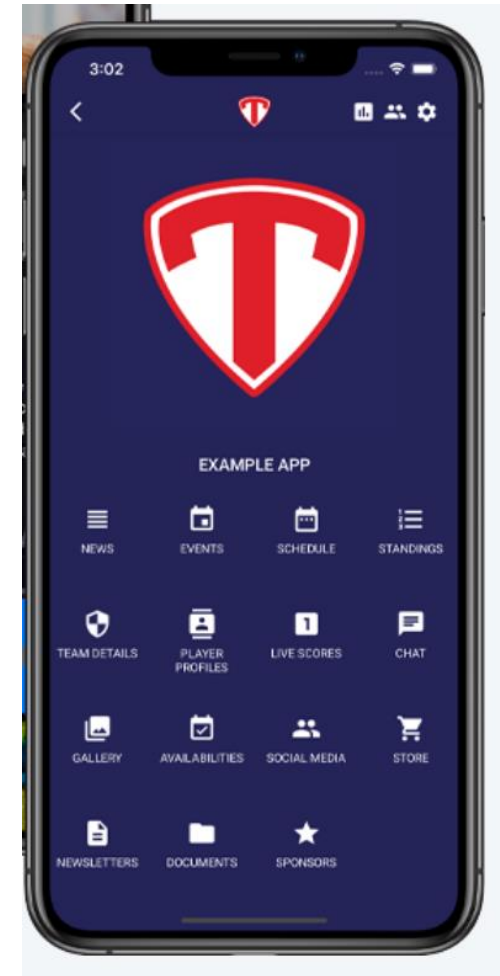 3:02
EXAMPLE APP
NEWS EVENTS SCHEDULE STANDINGS
1
TEAM DETAILS PLAYER PROFILES LIVE SCORES CHAT
GALLERY AVAILABILITIES SOCIAL MEDIA STORE
NEWSLETTERS DOCUMENTS SPONSORS